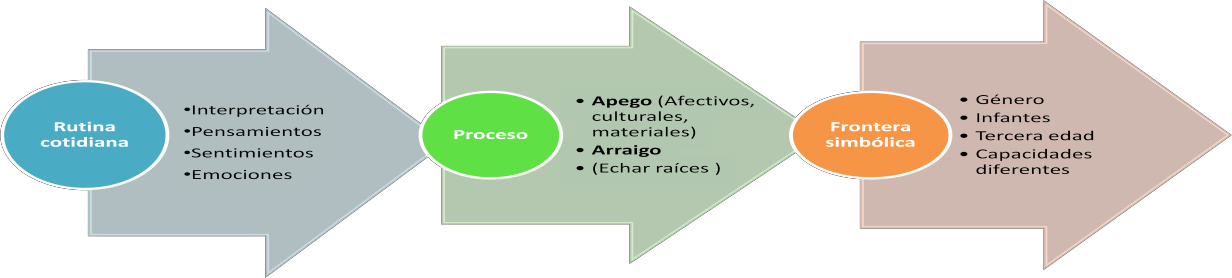 Rutina
cotidiana
•Interpretación
•Pensamientos
•Sentimientos
•Emociones
Proceso
• Apego (Afectivos,
culturales,
materiales)
• Arraigo
• (Echar raíces )
Frontera
simbólica
• Género
• Infantes
• Tercera edad
• Capacidades
diferentes